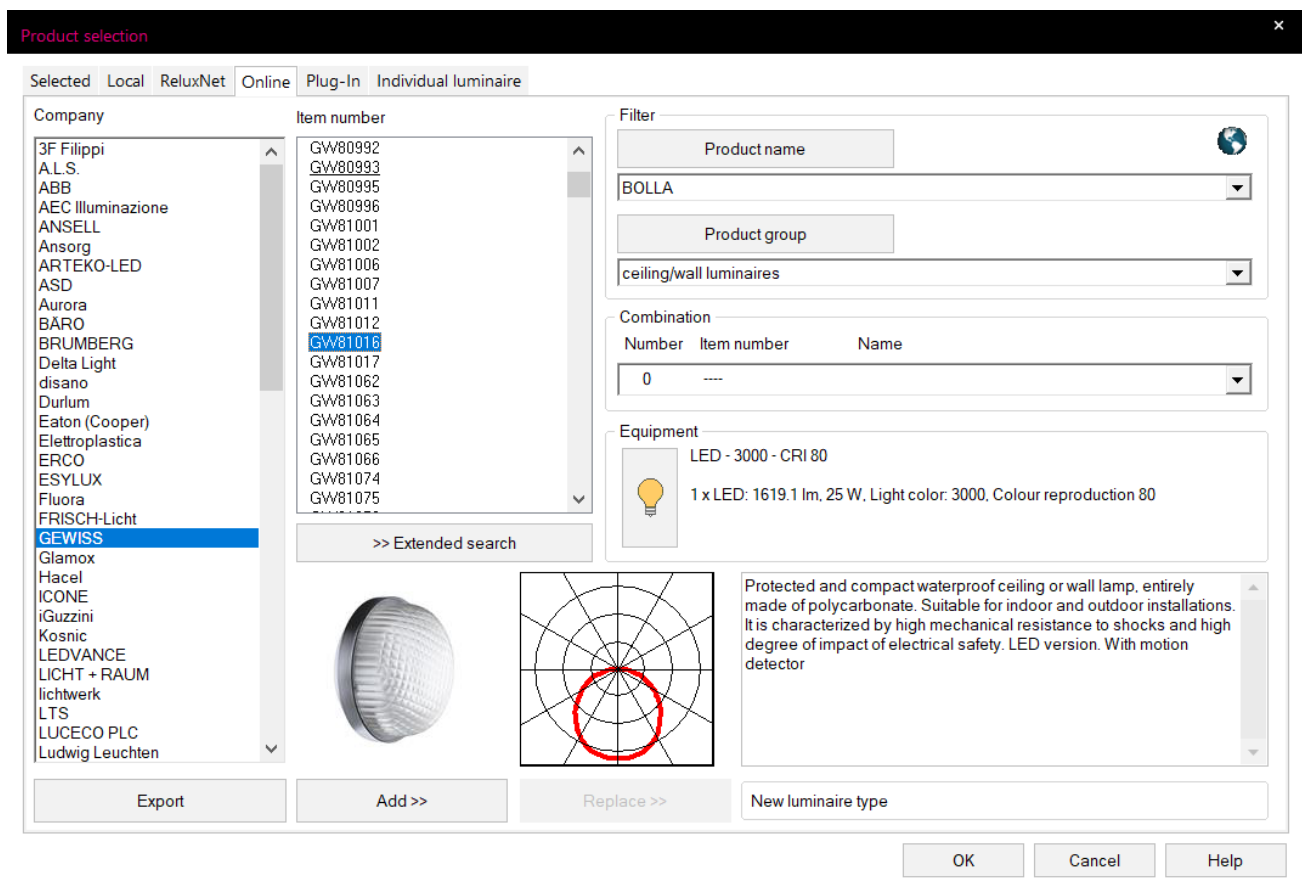 Product selection
×
Selected Local ReluxNet Online Plug-In Individual luminaire
Company
3F Filippi
A.L.S.
ABB
AEC Illuminazione
ANSELL
Ansorg
ARTEKO-LED
ASD
Aurora
BÄRO
BRUMBERG
Delta Light
disano
Durlum
Eaton (Cooper)
Elettroplastica
ERCO
ESYLUX
Fluora
FRISCH-Licht
GEWISS
Glamox
Hacel
ICONE
iGuzzini
Kosnic
LEDVANCE
LICHT + RAUM
lichtwerk
LTS
LUCECO PLC
Ludwig Leuchten
Export
Item number
GW80992
GW80993
GW80995
GW80996
GW81001
GW81002
GW81006
GW81007
GW81011
GW81012
GW81016
GW81017
GW81062
GW81063
GW81064
GW81065
GW81066
GW81074
GW81075
>> Extended search
Add >>
Replace >>
Filter
Product name
BOLLA
Product group
ceiling/wall luminaires
Combination
Number Item number Name
0 ----
Equipment
LED - 3000 - CRI 80
1 x LED: 1619.1 lm, 25 W, Light color: 3000, Colour reproduction 80
Protected and compact waterproof ceiling or wall lamp, entirely
made of polycarbonate. Suitable for indoor and outdoor installations.
It is characterized by high mechanical resistance to shocks and high
degree of impact of electrical safety. LED version. With motion
detector
New luminaire type
OK Cancel Help